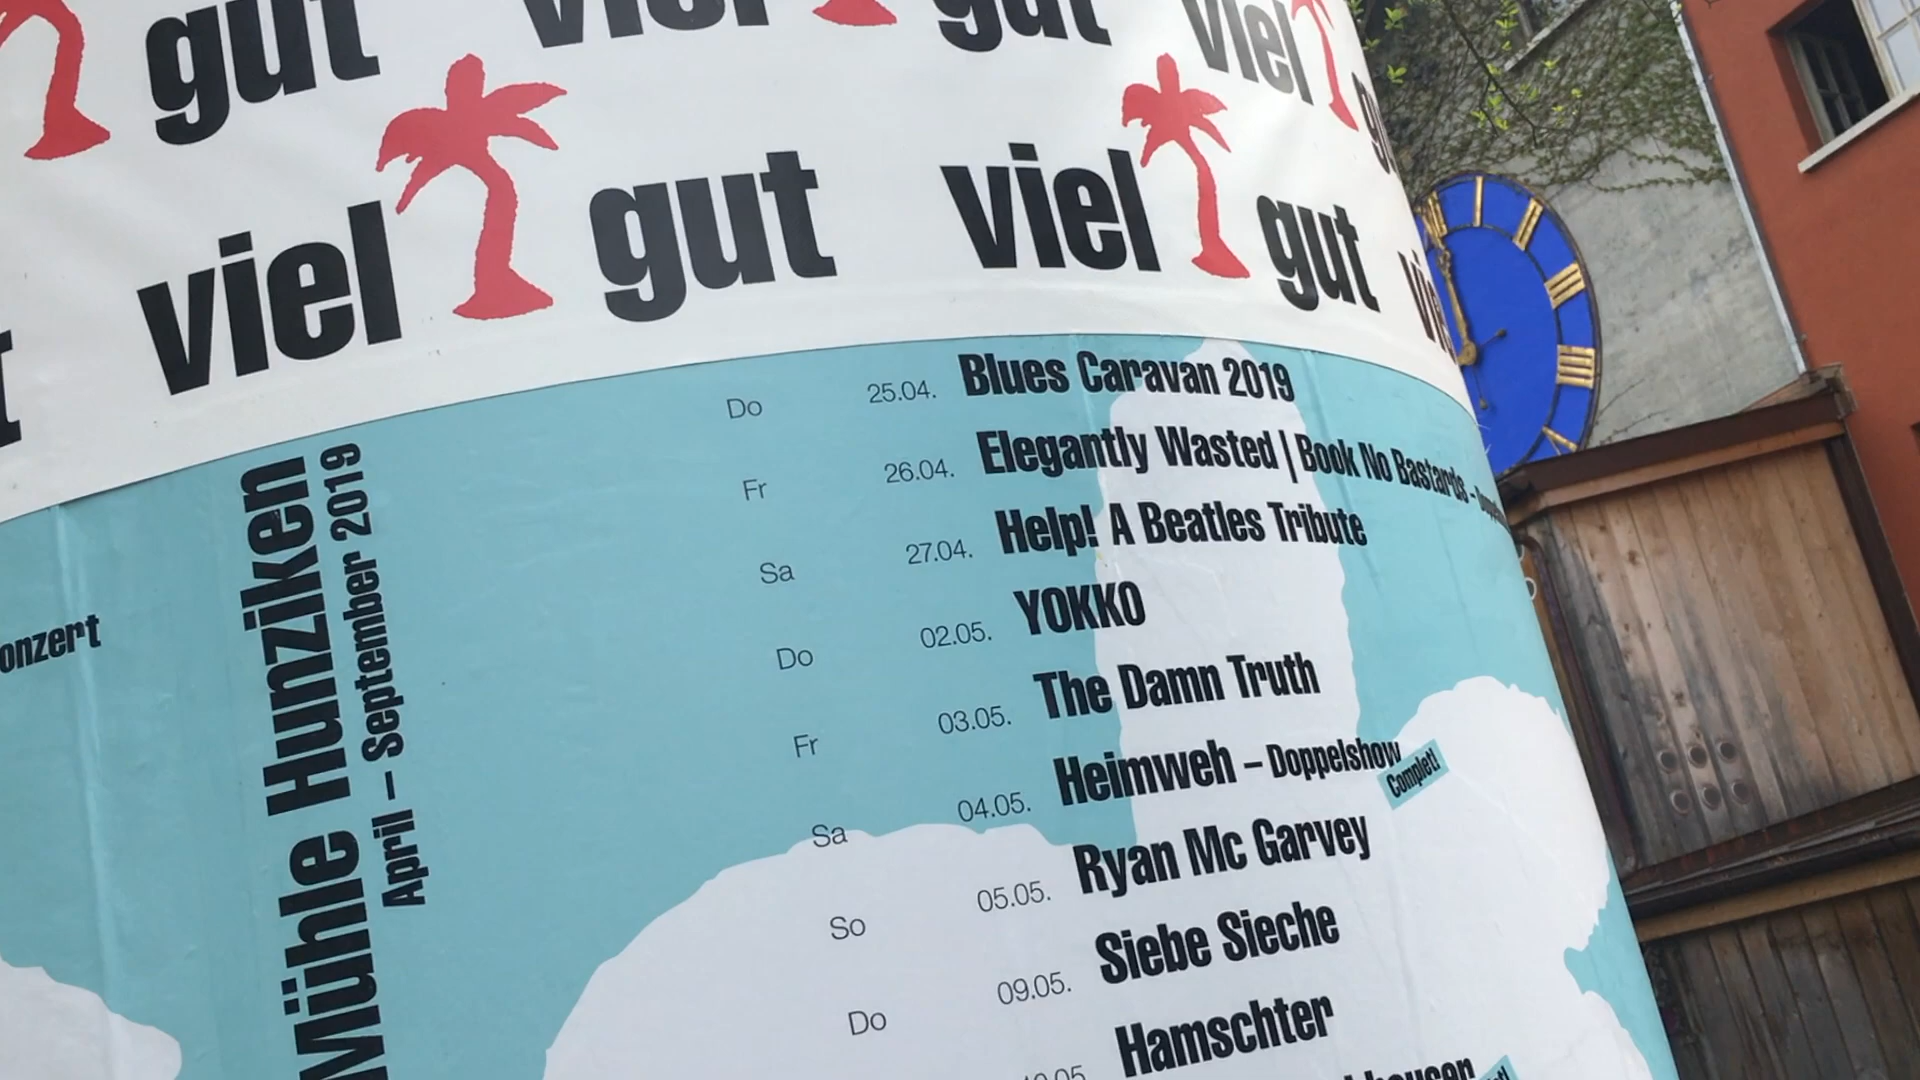 gut viel gut viel
viel gut viel gut
Mühle Hunziken
April – September 2019
Do 25.04. Blues Caravan 2019
Fr 26.04. Elegantly Wasted | Book No Bastards –
Sa 27.04. Help! A Beatles Tribute
Do 02.05. YOKKO
Fr 03.05. The Damn Truth
Sa 04.05. Heimweh – Doppelshow Complet!
So 05.05. Ryan Mc Garvey
Do 09.05. Siebe Sieche
Hamschter